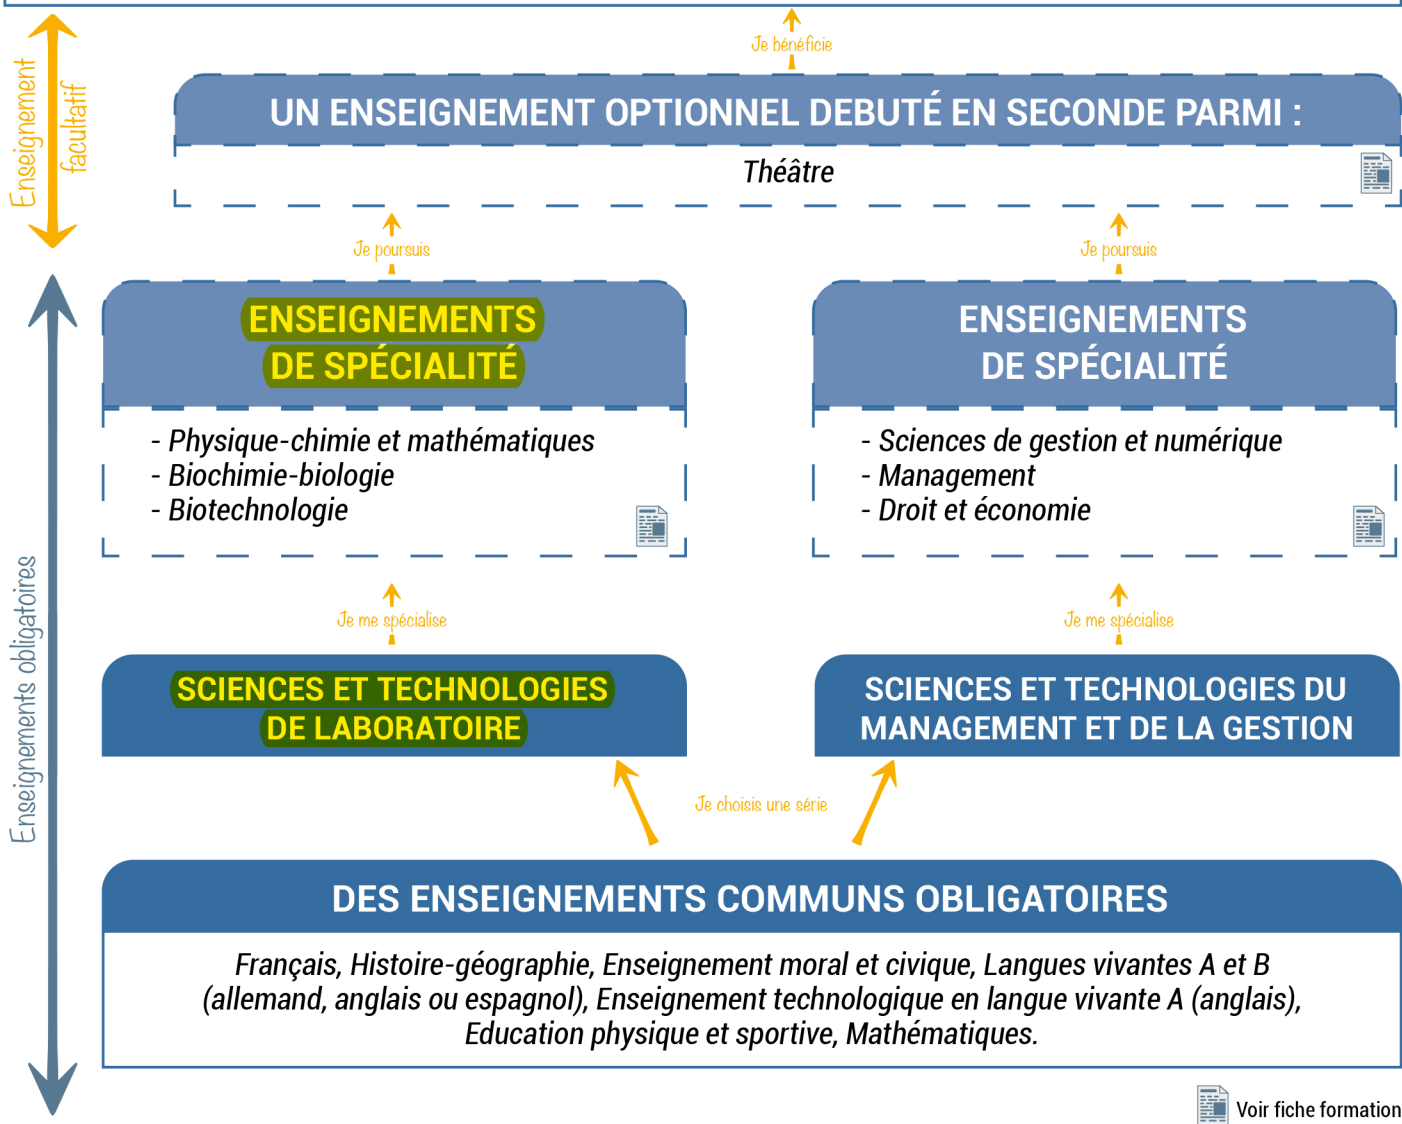 Je bénéficie
Enseignement
facultatif
UN ENSEIGNEMENT OPTIONNEL DEBUTÉ EN SECONDE PARMI :
Théâtre
Je poursuis
Je poursuis
ENSEIGNEMENTS
DE SPÉCIALITÉ
- Physique-chimie et mathématiques
- Biochimie-biologie
- Biotechnologie
ENSEIGNEMENTS
DE SPÉCIALITÉ
- Sciences de gestion et numérique
- Management
- Droit et économie
Enseignements obligatoires
Je me spécialise
Je me spécialise
SCIENCES ET TECHNOLOGIES
DE LABORATOIRE
SCIENCES ET TECHNOLOGIES DU
MANAGEMENT ET DE LA GESTION
Je choisis une série
DES ENSEIGNEMENTS COMMUNS OBLIGATOIRES
Français, Histoire-géographie, Enseignement moral et civique, Langues vivantes A et B
(allemand, anglais ou espagnol), Enseignement technologique en langue vivante A (anglais),
Education physique et sportive, Mathématiques.
Voir fiche formation